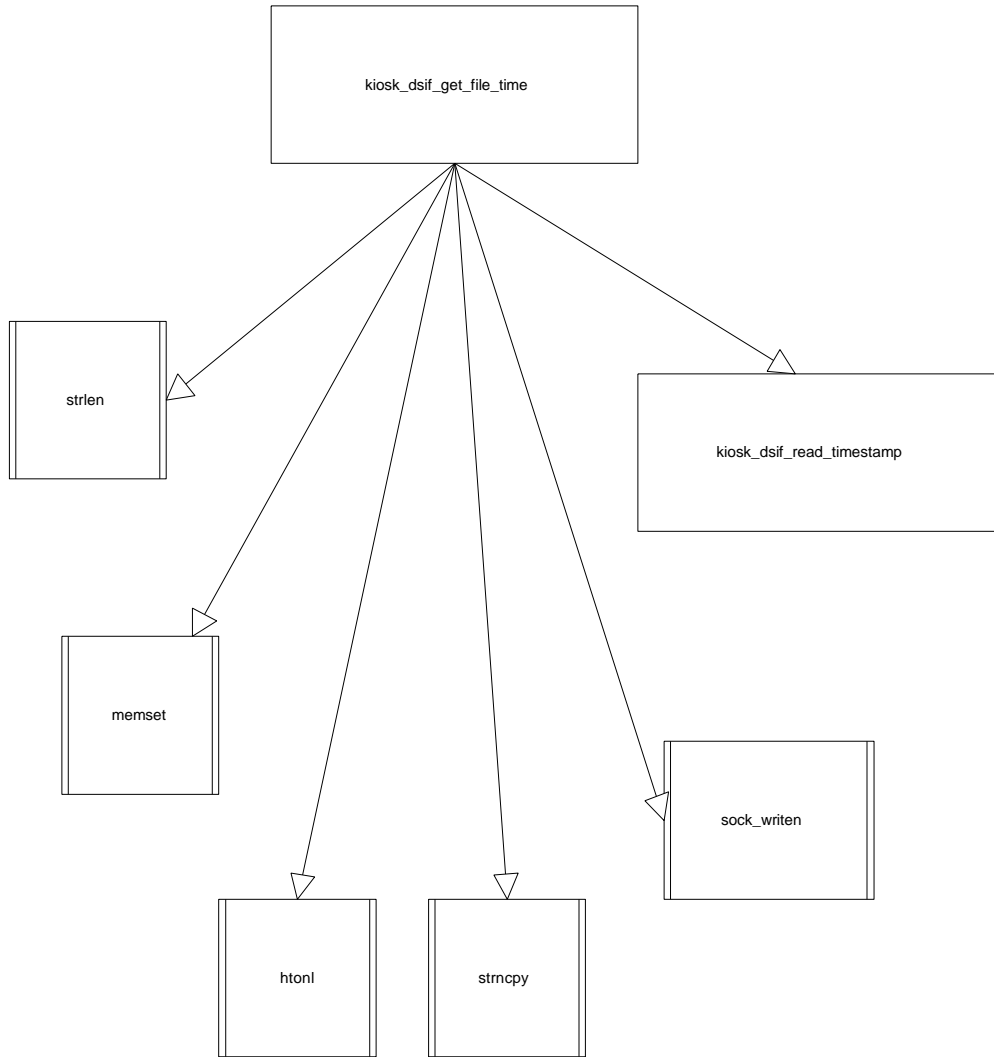 kiosk_dsif_get_file_time
strlen
kiosk_dsif_read_timestamp
memset
sock_writen
htonl
strncpy